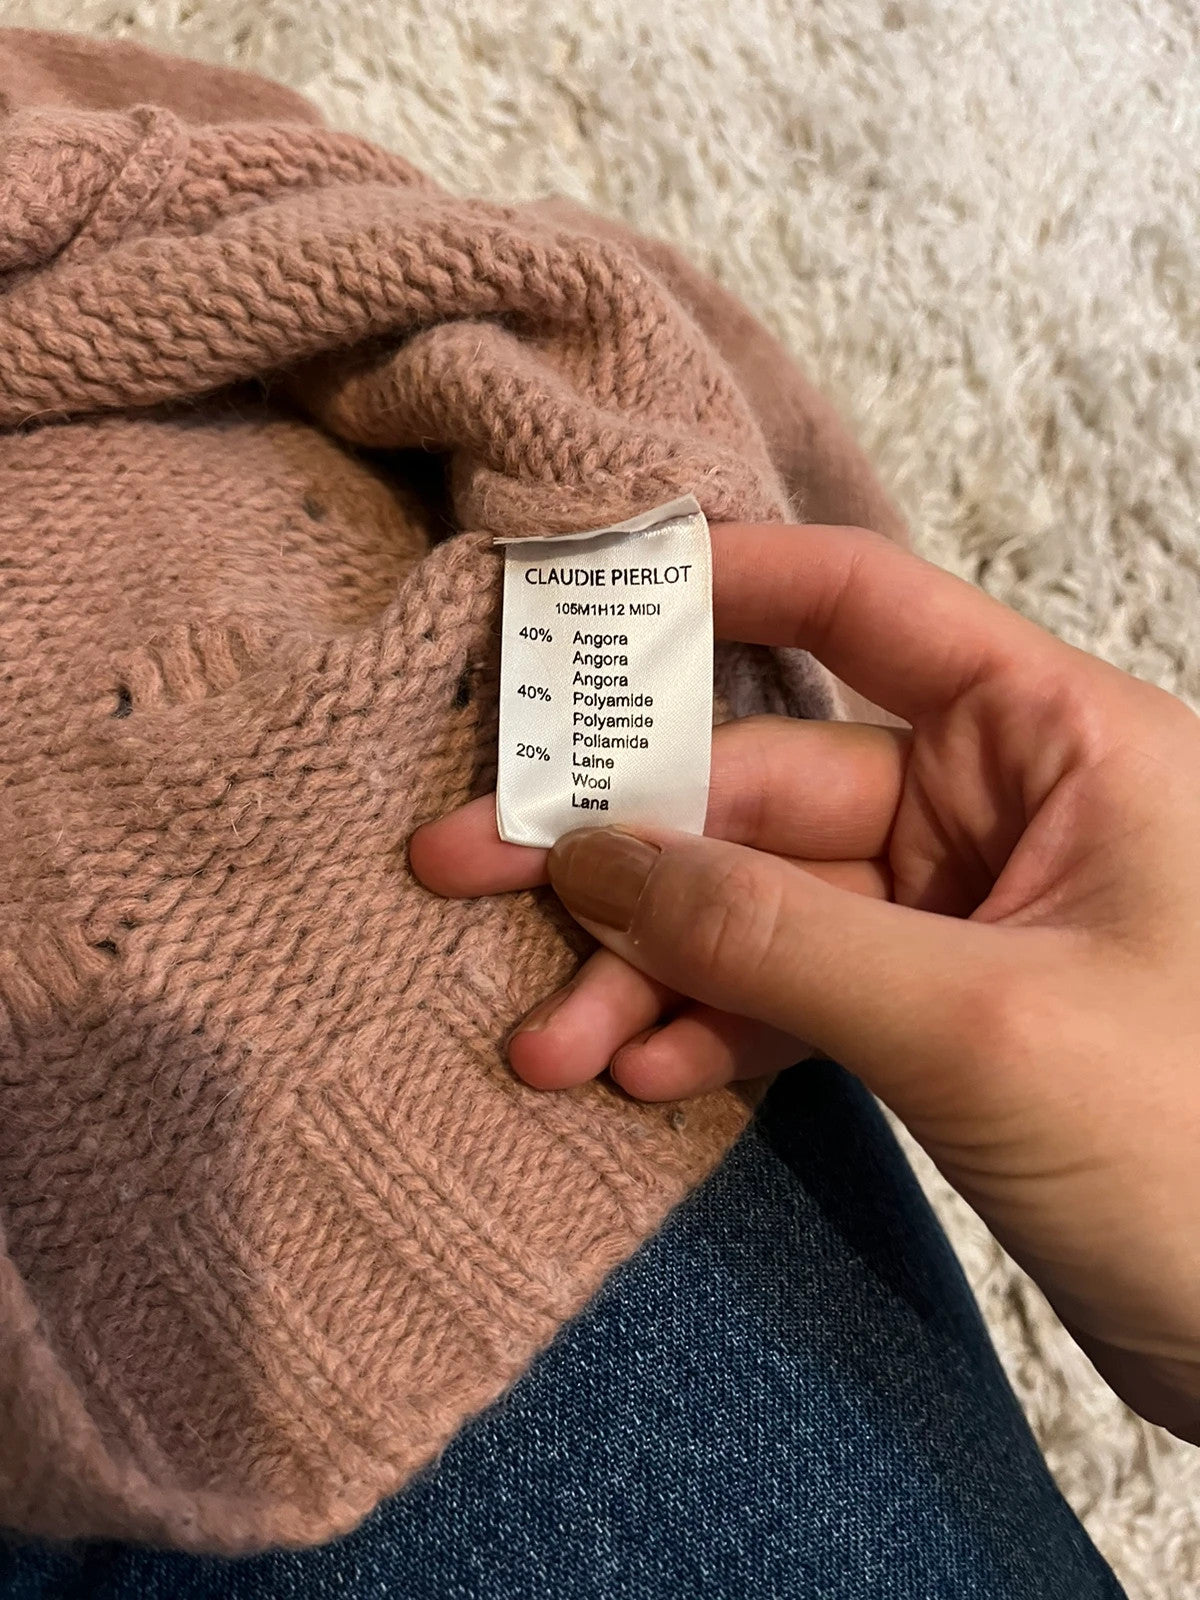 CLAUDIE PIERLOT
105M1H12 MIDI
40% Angora
Angora
Angora
40% Polyamide
Polyamide
Poliamida
20% Laine
Wool
Lana